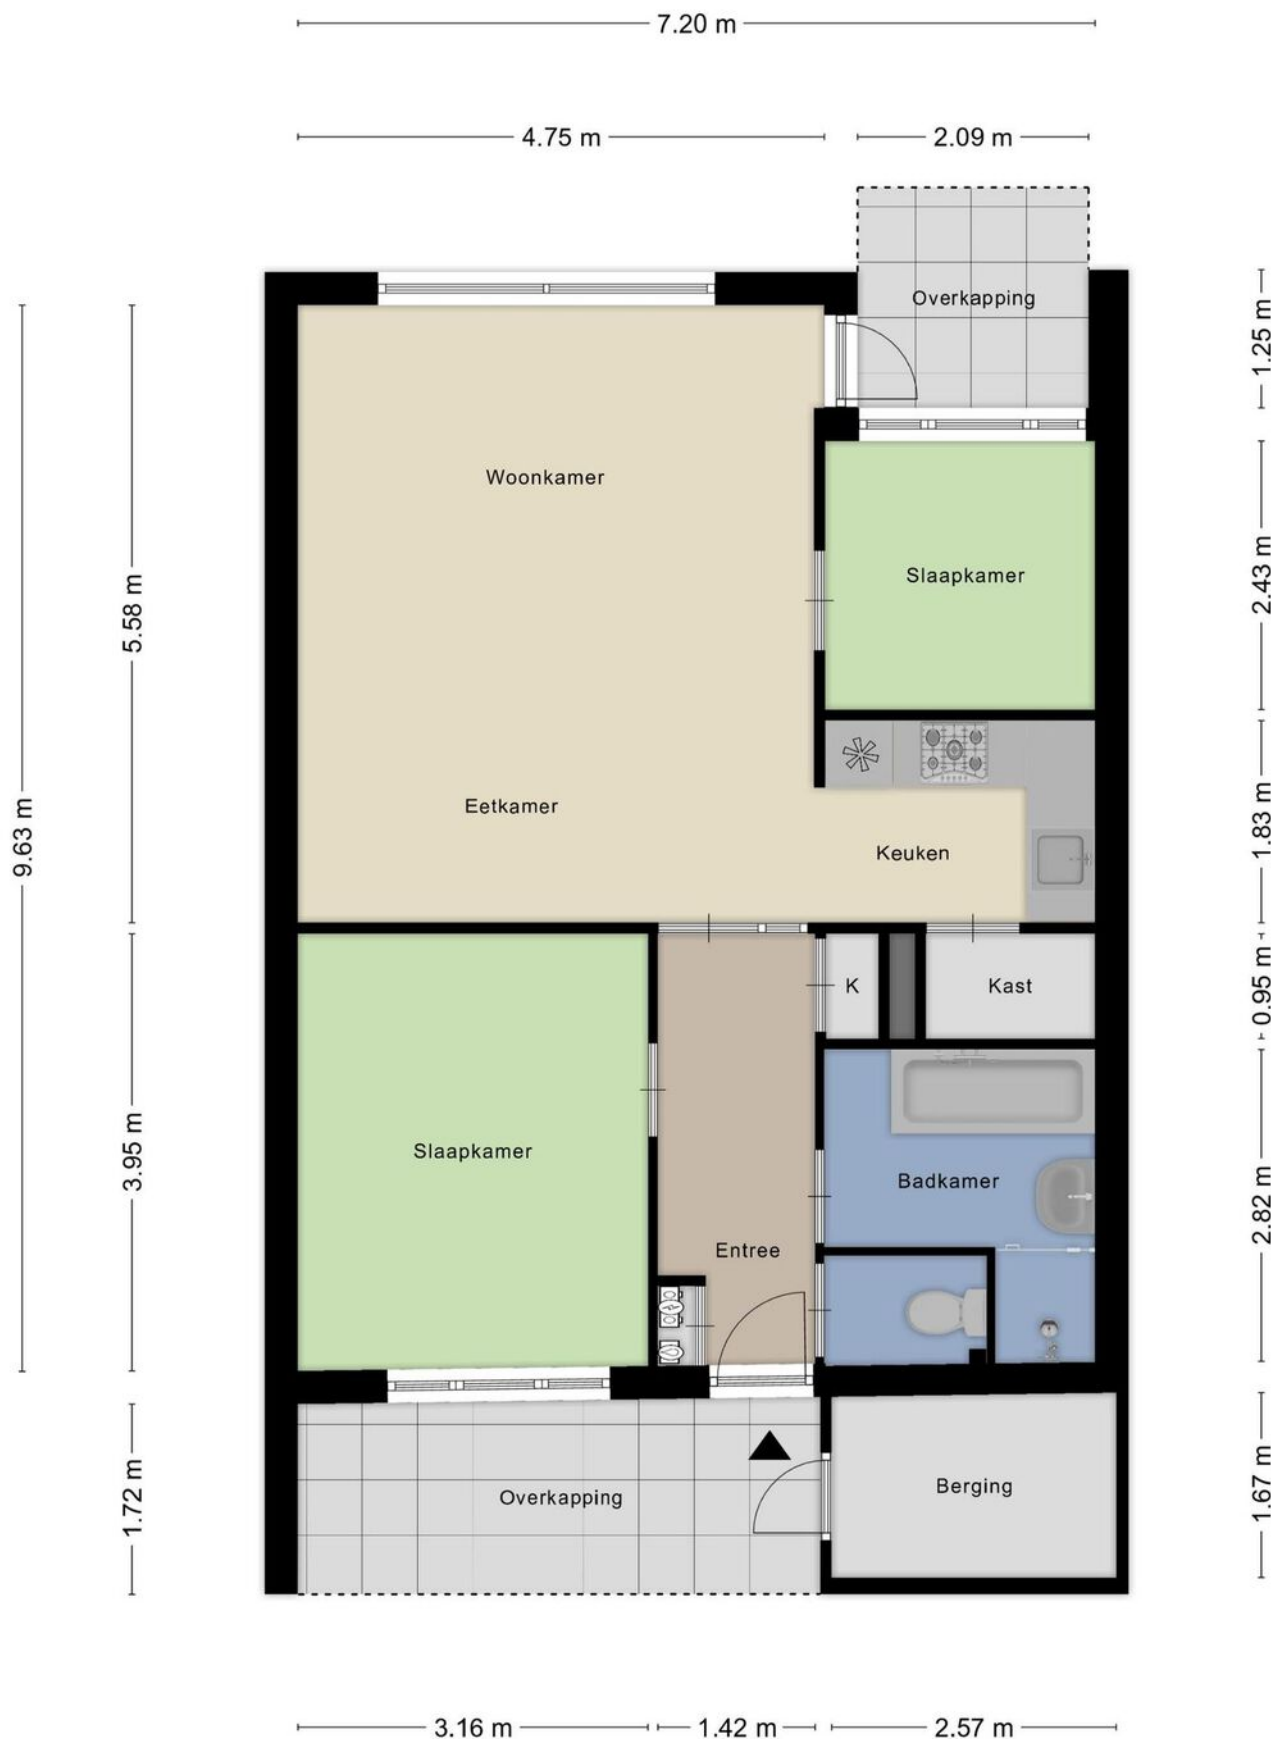 7.20 m
4.75 m
2.09 m
Overkapping
1.25 m
Woonkamer
Slaapkamer
2.43 m
5.58 m
Eetkamer
Keuken
1.83 m
9.63 m
K
Kast
0.95 m
Slaapkamer
3.95 m
Badkamer
2.82 m
Entree
Overkapping
1.72 m
Berging
1.67 m
3.16 m
1.42 m
2.57 m